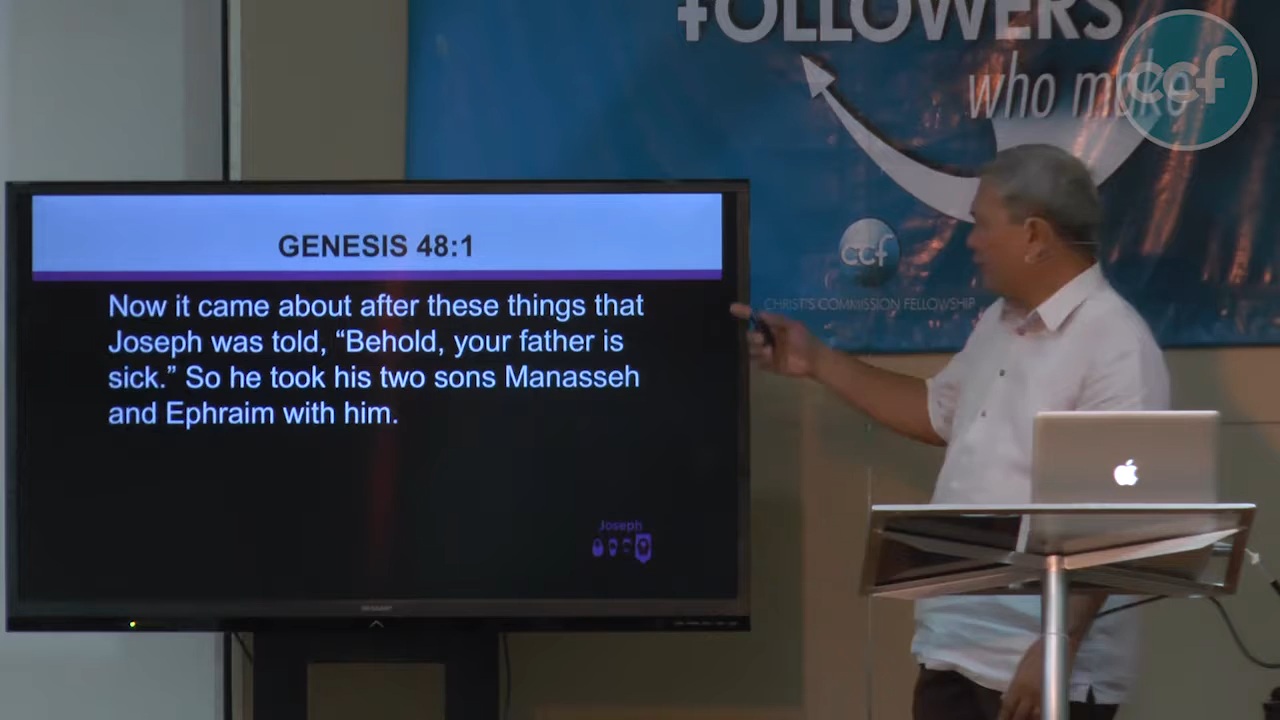 FOLLOWERS
who make
ccf
ccf
CHRIST'S COMMISSION FELLOWSHIP
GENESIS 48:1
Now it came about after these things that
Joseph was told, “Behold, your father is
sick.” So he took his two sons Manasseh
and Ephraim with him.
Joseph
SHARP